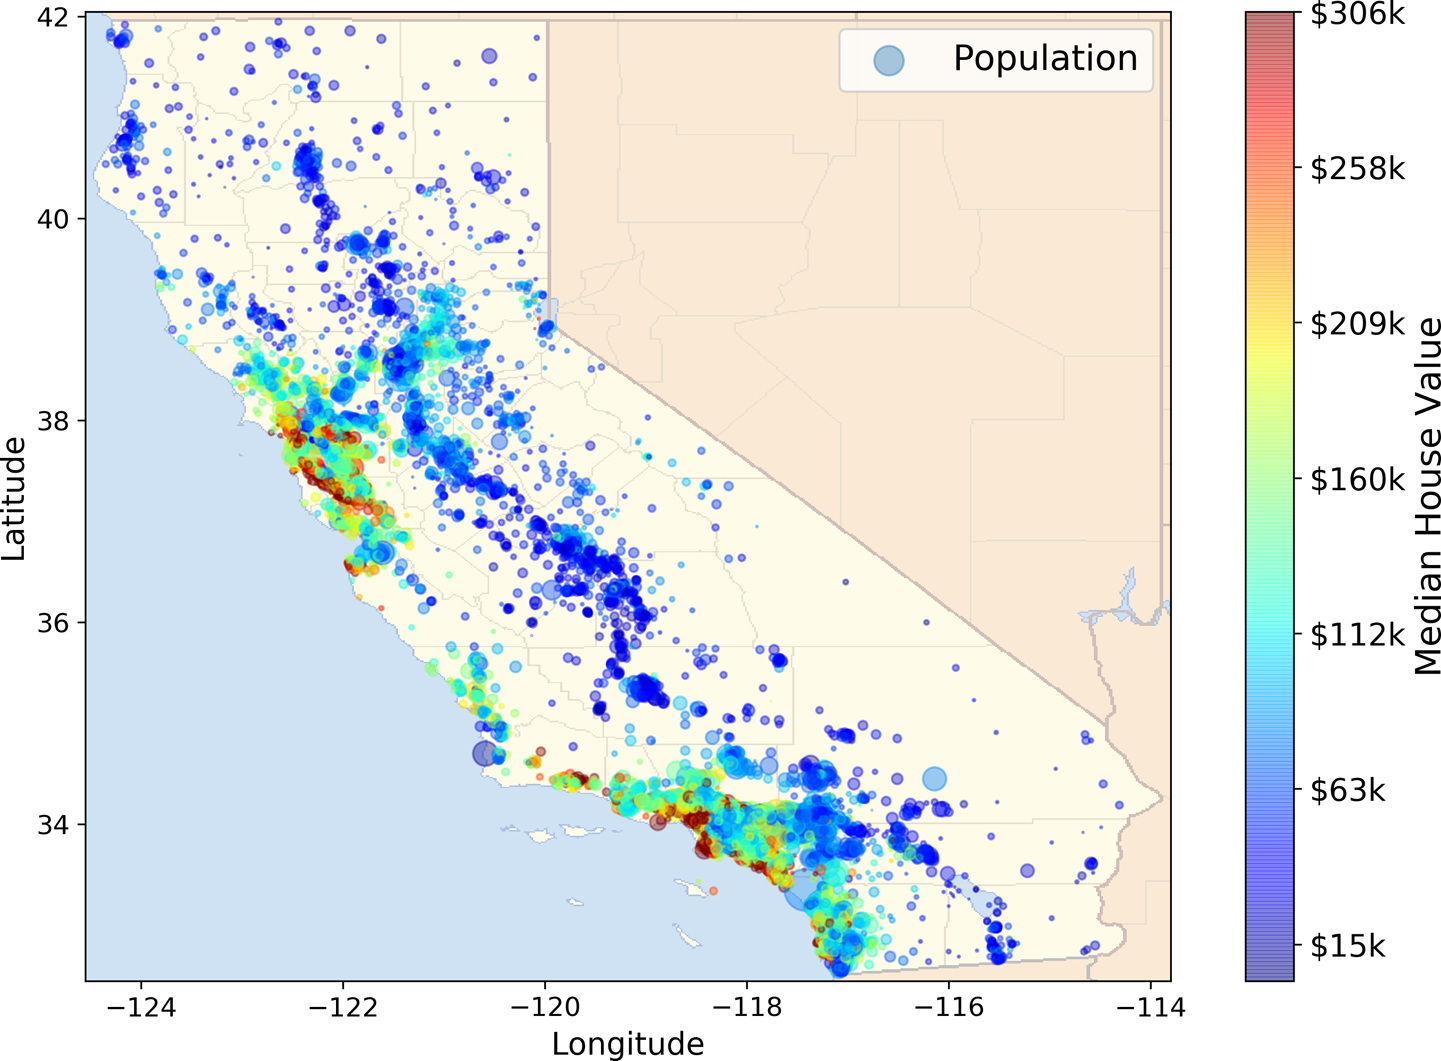 42
40
38
36
34
Latitude
−124
−122
−120
−118
−116
−114
Longitude
Population
$306k
$258k
$209k
$160k
$112k
$63k
$15k
Median House Value